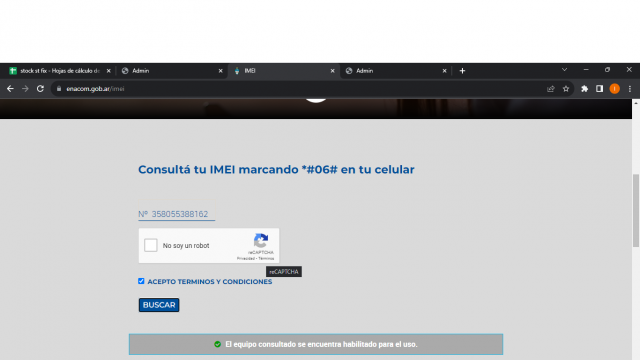 stock st fix - Hojas de cálculo de
Admin
IMEI
Admin
enacom.gob.ar/imei
Consultá tu IMEI marcando *#06# en tu celular
Nº 358055388162
No soy un robot
reCAPTCHA
Privacidad - Términos
reCAPTCHA
ACEPTO TERMINOS Y CONDICIONES
BUSCAR
El equipo consultado se encuentra habilitado para el uso.